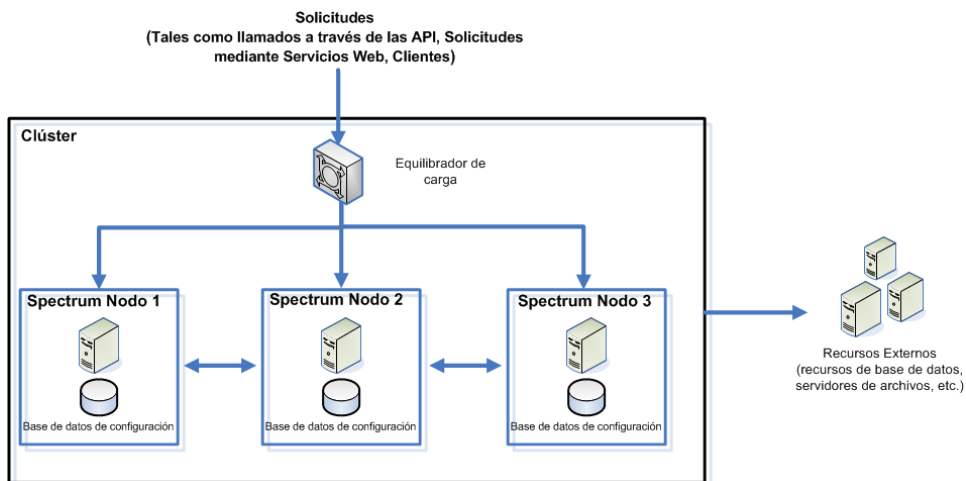 Solicitudes
(Tales como llamados a través de las API, Solicitudes
mediante Servicios Web, Clientes)
Clúster
Equilibrador de
carga
Spectrum Nodo 1
Spectrum Nodo 2
Spectrum Nodo 3
Base de datos de configuración
Base de datos de configuración
Base de datos de configuración
Recursos Externos
(recursos de base de datos,
servidores de archivos, etc.)